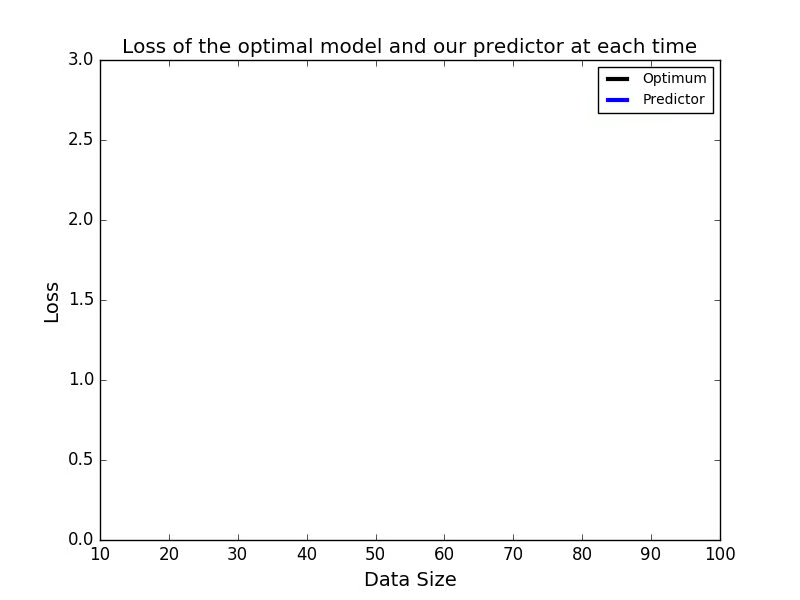 Loss of the optimal model and our predictor at each time
3.0
Optimum
Predictor
2.5
2.0
1.5
Loss
1.0
0.5
0.0
10 20 30 40 50 60 70 80 90 100
Data Size